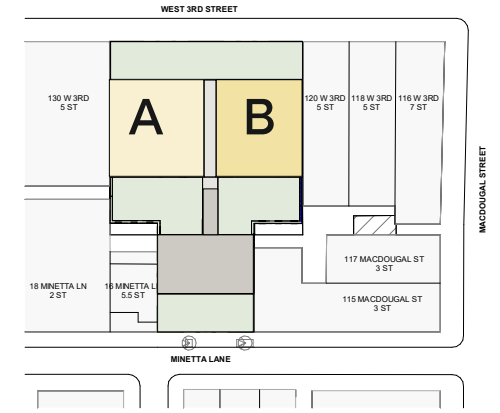 WEST 3RD STREET
130 W 3RD
5 ST
A
B
120 W 3RD
5 ST
118 W 3RD
5 ST
116 W 3RD
7 ST
MACDOUGAL STREET
18 MINETTA LN
2 ST
16 MINETTA L
5.5 ST
117 MACDOUGAL ST
3 ST
115 MACDOUGAL ST
3 ST
MINETTA LANE